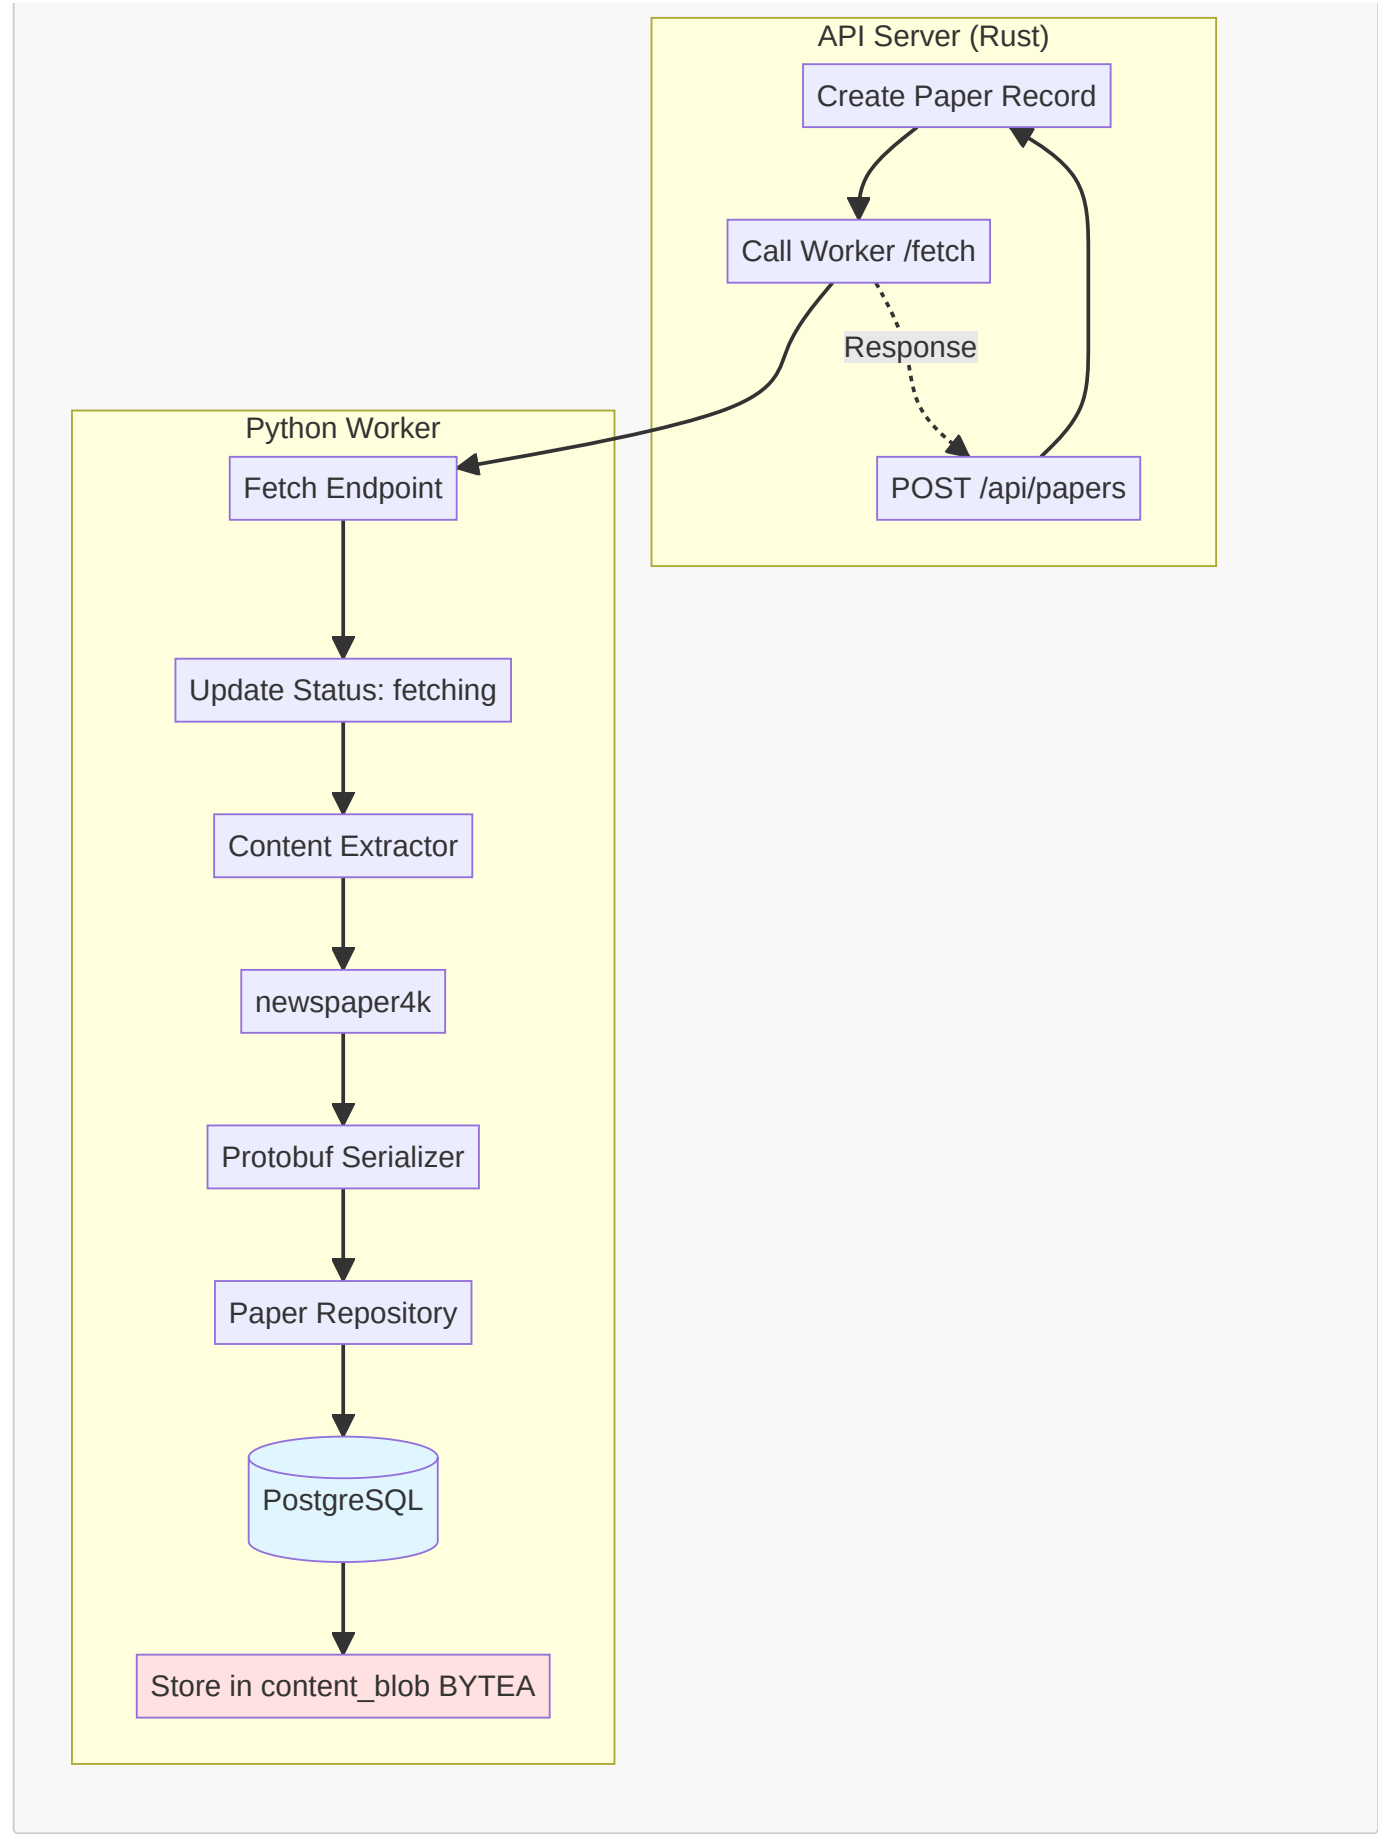 API Server (Rust)
Create Paper Record
Call Worker /fetch
Response
POST /api/papers
Python Worker
Fetch Endpoint
Update Status: fetching
Content Extractor
newspaper4k
Protobuf Serializer
Paper Repository
PostgreSQL
Store in content_blob BYTEA